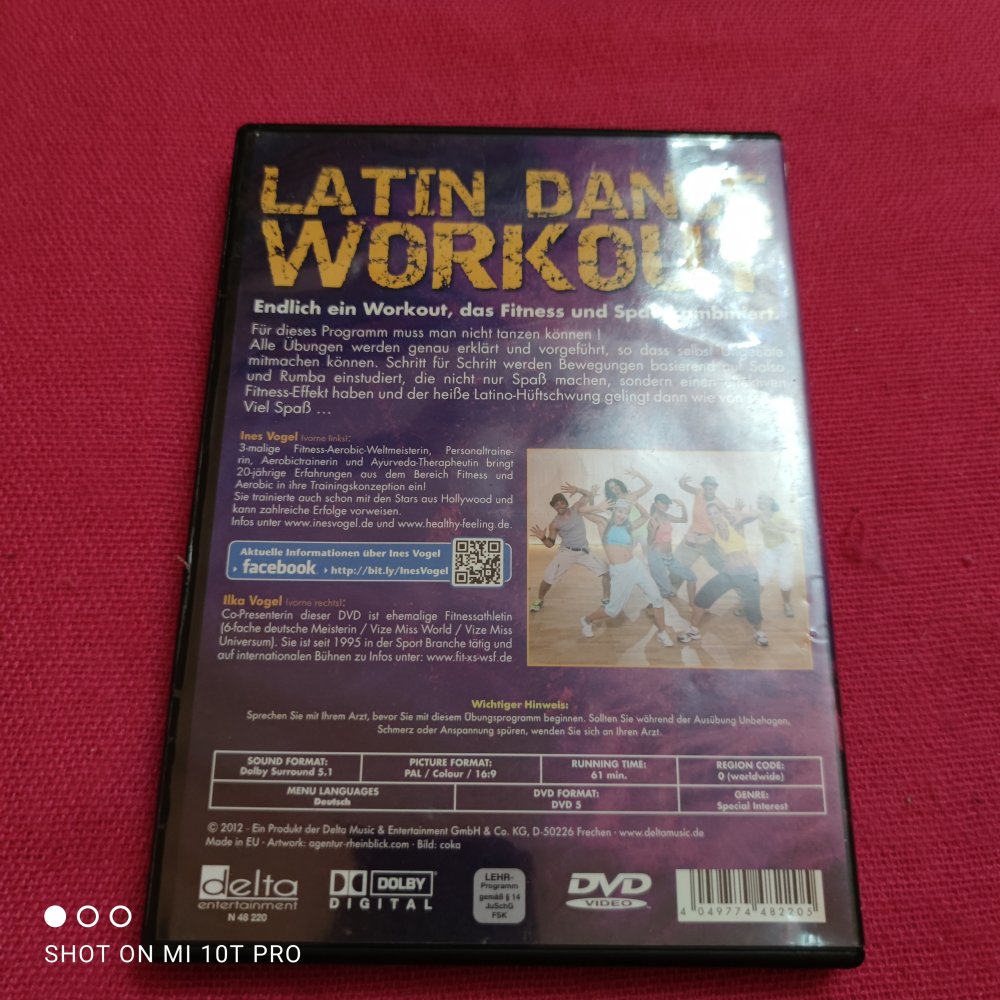 LATIN DANCE
WORKOUT
Endlich ein Workout, das Fitness und Spaß kombiniert.
Für dieses Programm muss man nicht tanzen können !
Alle Übungen werden genau erklärt und vorgeführt, so dass selbst Ungeübte
mitmachen können. Schritt für Schritt werden Bewegungen basierend auf Salsa
und Rumba einstudiert, die nicht nur Spaß machen, sondern einen
Fitness-Effekt haben und der heiße Latino-Hüftschwung gelingt dann wie von
Viel Spaß ...
Ines Vogel (vorne links):
3-malige Fitness-Aerobic-Weltmeisterin, Personaltraine-
rin, Aerobictrainerin und Ayurveda-Therapheutin bringt
20-jährige Erfahrungen aus dem Bereich Fitness und
Aerobic in ihre Trainingskonzeption ein!
Sie trainierte auch schon mit den Stars aus Hollywood und
kann zahlreiche Erfolge vorweisen.
Infos unter www.inesvogel.de und www.healthy-feeling.de.
Aktuelle Informationen über Ines Vogel
facebook. http://bit.ly/InesVogel
Ilka Vogel (vorne rechts):
Co-Presenterin dieser DVD ist ehemalige Fitnessathletin
(6-fache deutsche Meisterin / Vize Miss World / Vize Miss
Universum). Sie ist seit 1995 in der Sport Branche tätig und
auf internationalen Bühnen zu Infos unter: www.fit-xs-wsf.de
Wichtiger Hinweis:
Sprechen Sie mit Ihrem Arzt, bevor Sie mit diesem Übungsprogramm beginnen. Sollten Sie während der Ausübung Unbehagen,
Schmerz oder Anspannung spüren, wenden Sie sich an Ihren Arzt.
SOUND FORMAT: PICTURE FORMAT: RUNNING TIME: REGION CODE:
Dolby Surround 5.1 PAL / Colour / 16:9 61 min. 0 (worldwide)
MENU LANGUAGES DVD FORMAT: GENRE:
Deutsch DVD 5 Special Interest
© 2012 - Ein Produkt der Delta Music & Entertainment GmbH & Co. KG, D-50226 Frechen · www.deltamusic.de
Made in EU · Artwork: agentur-rheinblick.com · Bild: coka
delta
entertainment
N 48 220
DOLBY
DIGITAL
LEHR-
Programm
gemäß § 14
JuSchG
FSK
DVD
VIDEO
4 049774 482205
SHOT ON MI 10T PRO